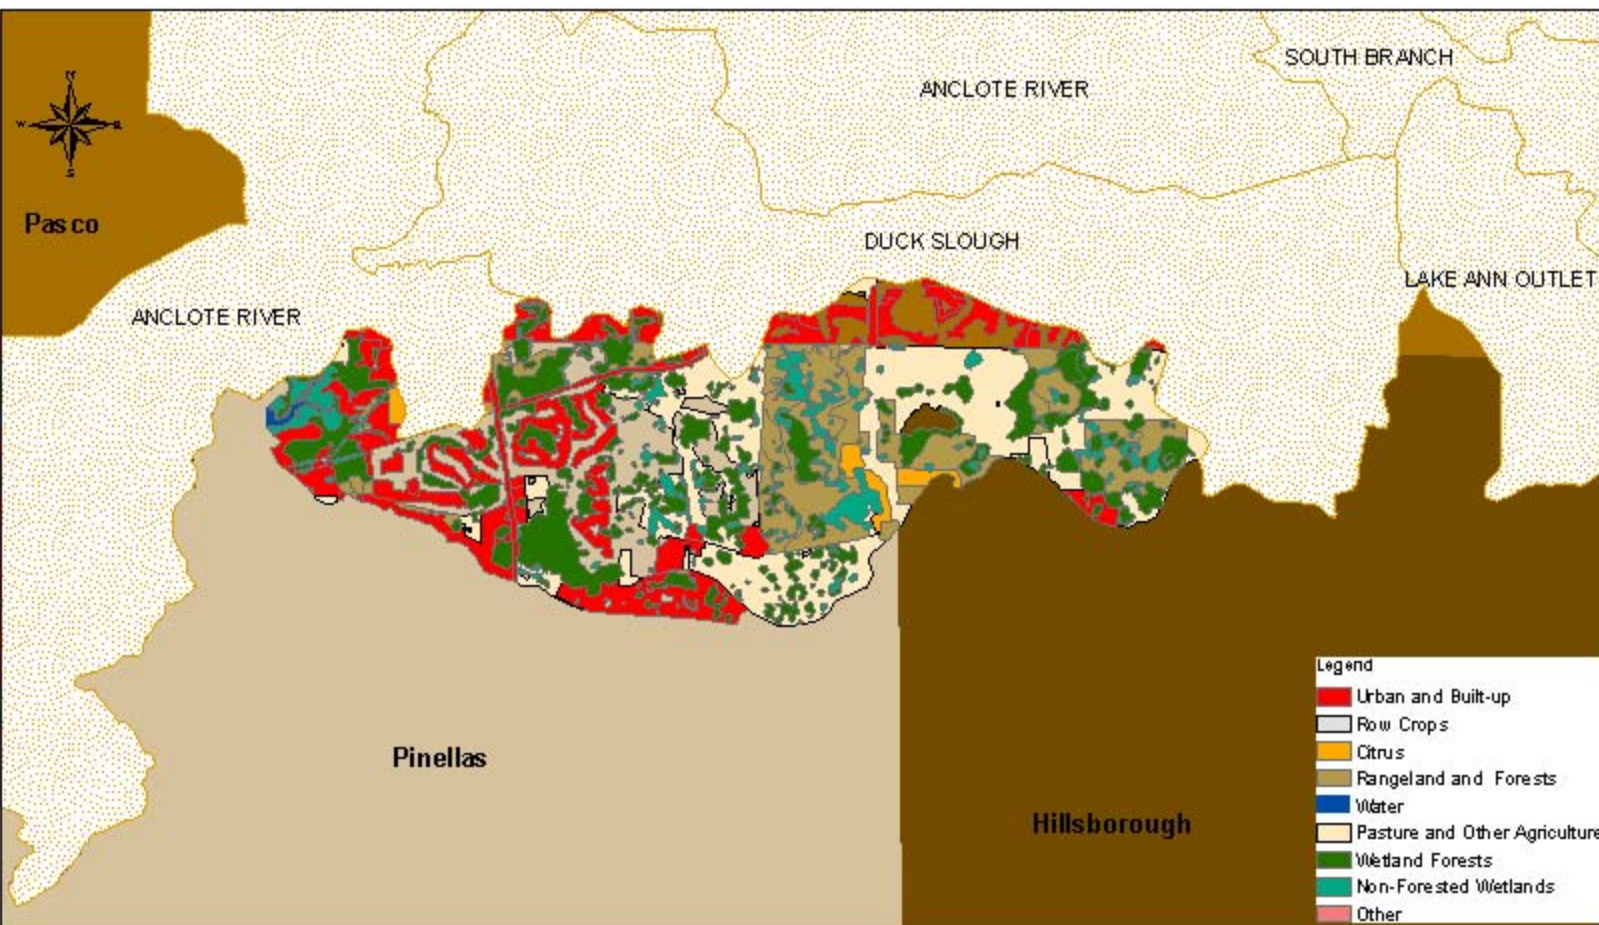 SOUTH BRANCH
ANCLOTE RIVER
N
W E
S
Pasco
DUCK SLOUGH
LAKE ANN OUTLET
ANCLOTE RIVER
Legend
Urban and Built-up
Row Crops
Citrus
Rangeland and Forests
Water
Pasture and Other Agriculture
Wetland Forests
Non-Forested Wetlands
Other
Pinellas
Hillsborough